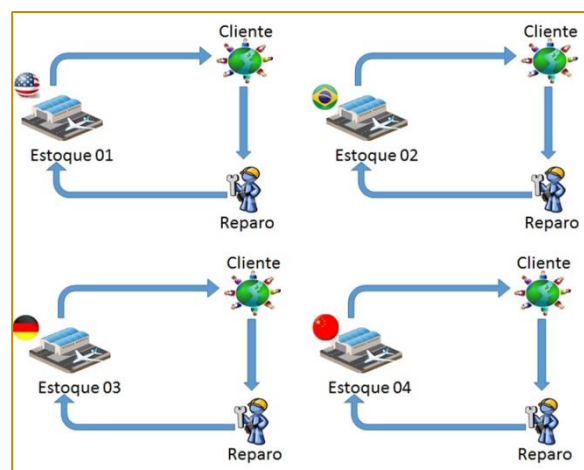 Cliente
Estoque 01
Reparo
Cliente
Estoque 02
Reparo
Cliente
Estoque 03
Reparo
Cliente
Estoque 04
Reparo